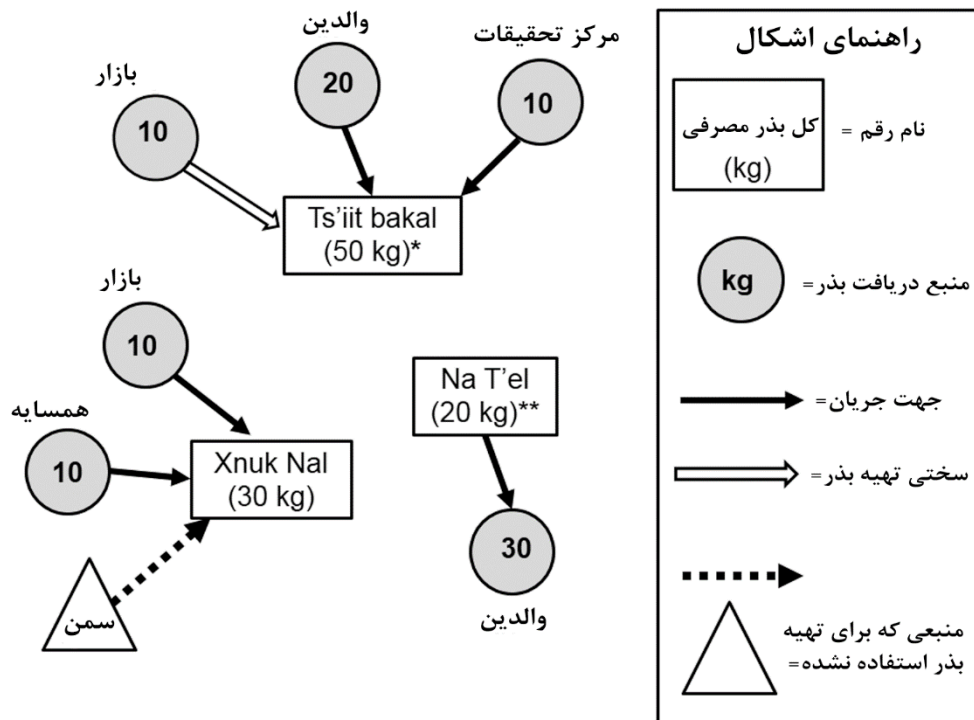 والدین
20
مرکز تحقیقات
10
بازار
10
Ts'iit bakal
(50 kg)*
بازار
10
همسایه
10
Xnuk Nal
(30 kg)
سمن
Na T'el
(20 kg)**
30
والدین
راهنمای اشکال
کل بذر مصرفی
(kg)
= نام رقم
kg
منبع دریافت بذر=
جهت جریان=
سختی تهیه بذر=
منبعی که برای تهیه
بذر استفاده نشده=